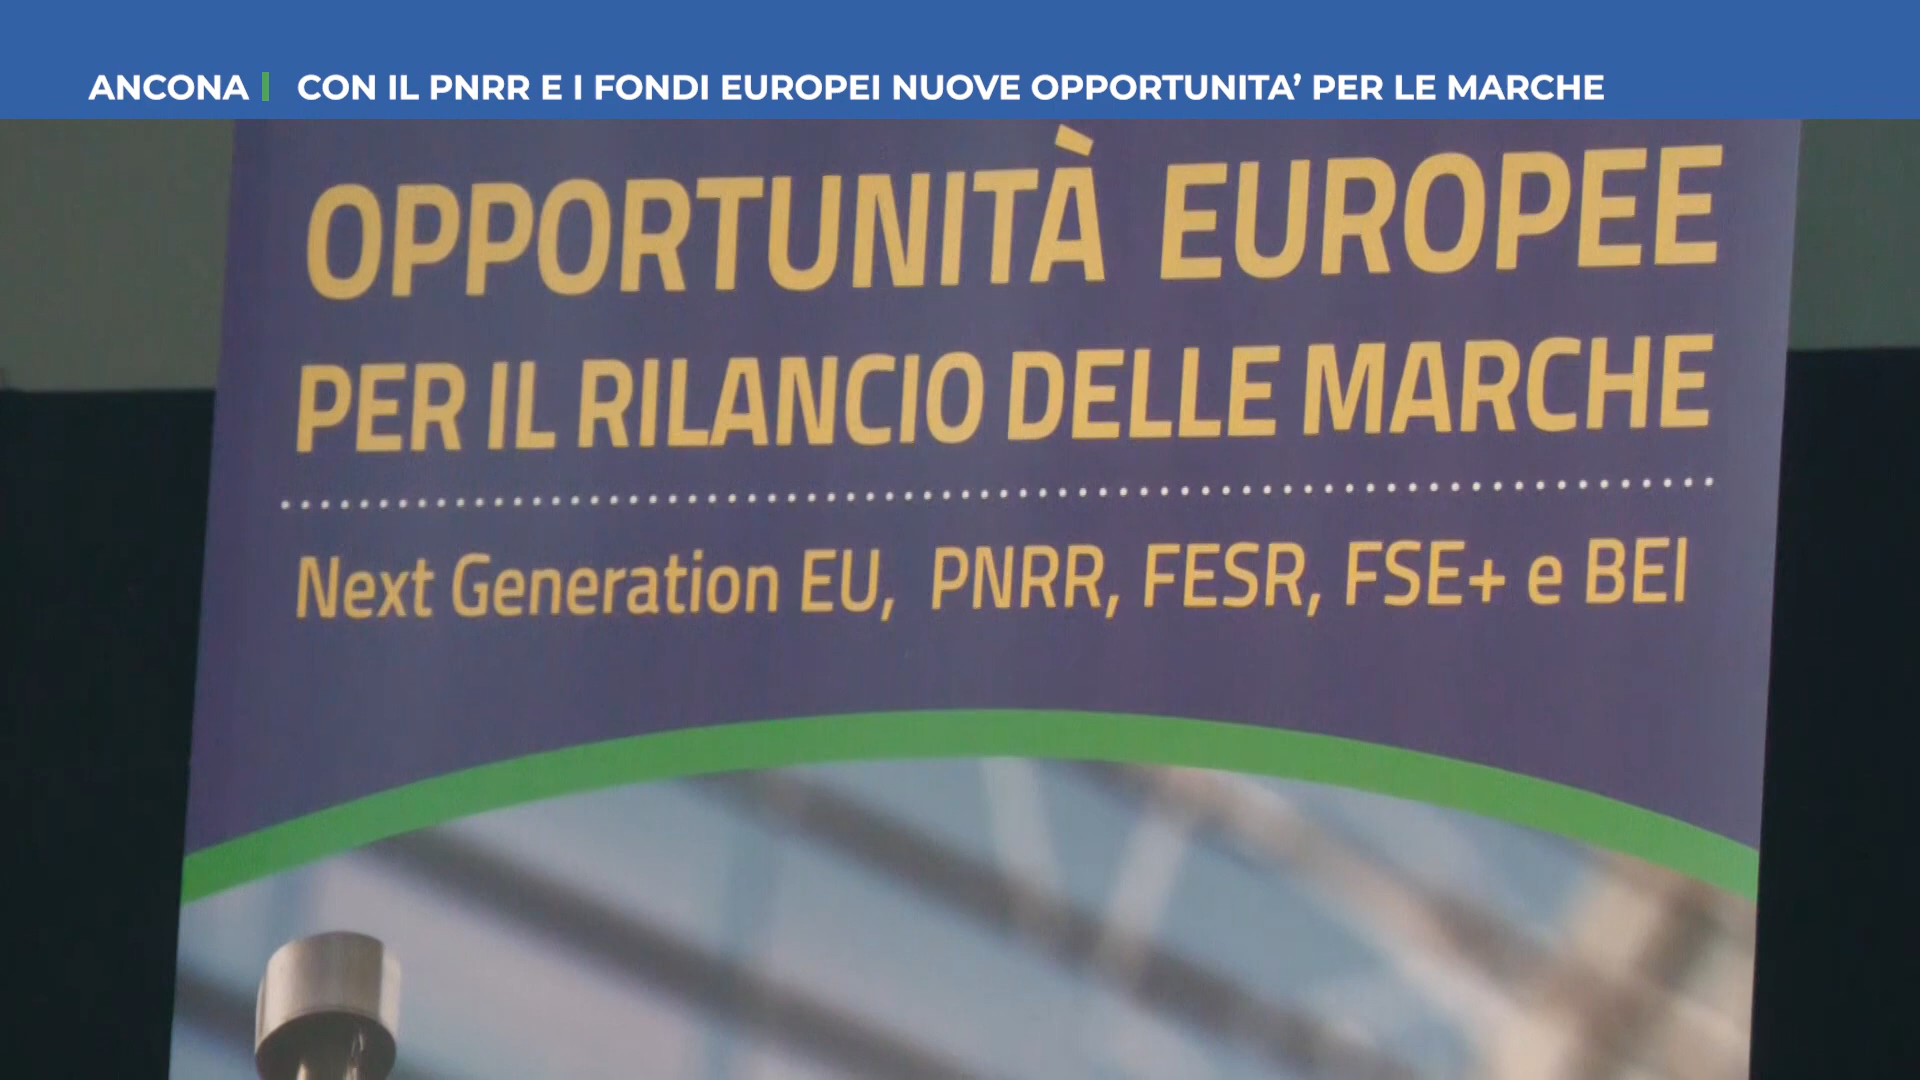 ANCONA | CON IL PNRR E I FONDI EUROPEI NUOVE OPPORTUNITA’ PER LE MARCHE
OPPORTUNITÀ EUROPEE
PER IL RILANCIO DELLE MARCHE
Next Generation EU, PNRR, FESR, FSE+ e BEI